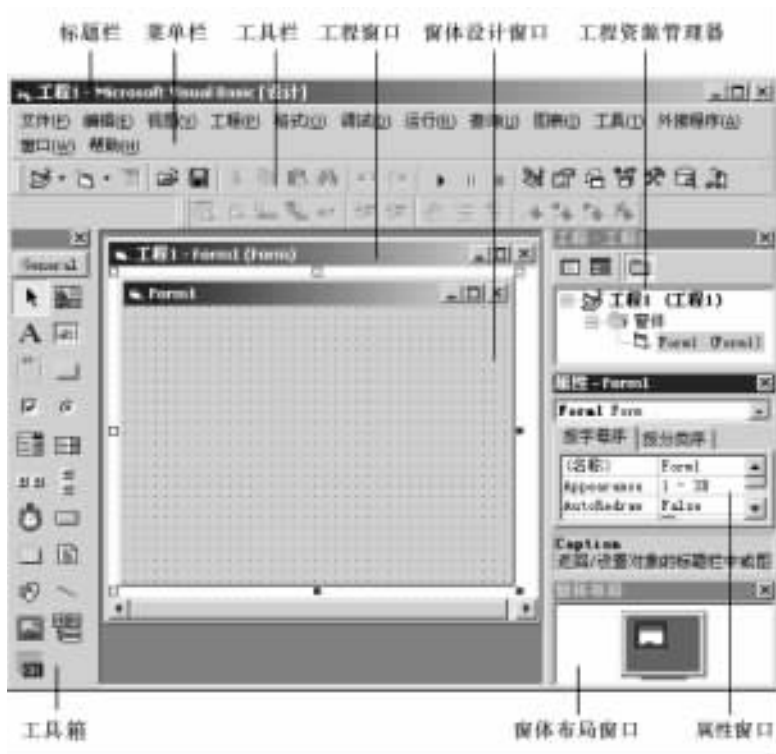 标题栏 菜单栏 工具栏 工程窗口 窗体设计窗口 工程资源管理器
工程1 - Microsoft Visual Basic [设计]
文件(F) 编辑(E) 视图(V) 工程(P) 格式(O) 调试(D) 运行(R) 查询(U) 图表(I) 工具(T) 外接程序(A)
窗口(W) 帮助(H)
General
工程1 - Form1 (Form)
Form1
工程1 (工程1)
窗体
Form1 (Form1)
属性 - Form1
Form1 Form
按字母序 按分类序
(名称) Form1
Appearance 1 - 3D
AutoRedraw False
Caption
返回/设置对象的标题栏中或图
工具箱 窗体布局窗口 属性窗口